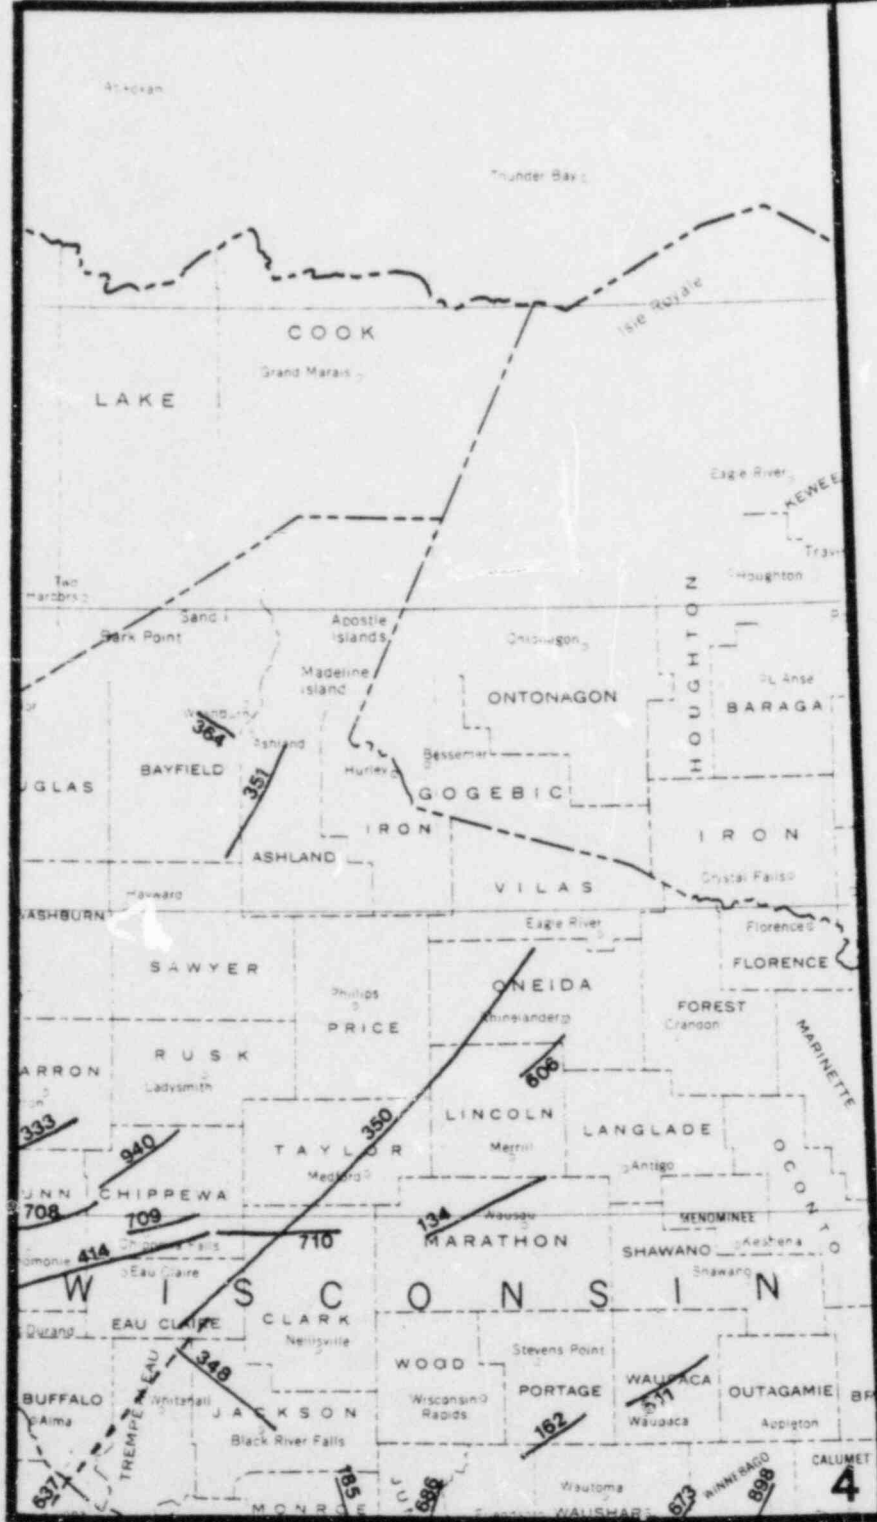 Thunder Bay
Isle Royale
COOK
Grand Marais
LAKE
Eagle River
KEWEE
Two
Harbors
Houghton
HOUGHTON
Sand I
Bark Point
Apostle
Islands
Ontonagon
Madeline
Island
L'Anse
ONTONAGON
BARAGA
Washburn
364
Ashland
Bessemer
BAYFIELD
351
Hurley
UGLAS
GOGEBIC
IRON
IRON
ASHLAND
Crystal Falls
VILAS
Hayward
WASHBURN
Eagle River
Florence
SAWYER
FLORENCE
ONEIDA
Phillips
FOREST
PRICE
Rhinelander
Crandon
MARINETTE
RUSK
ARRON
606
Ladysmith
350
LINCOLN
LANGLADE
333
940
TAYLOR
Merrill
OCONTO
Medford
Antigo
UNN
CHIPPEWA
708
709
134
Wausau
MENOMINEE
710
MARATHON
Keshena
SHAWANO
414
Chippewa Falls
omonie
Eau Claire
Shawano
WISCONSIN
EAU CLAIRE
CLARK
Durand
Neillsville
Stevens Point
WOOD
348
WAUPACA
511
BUFFALO
Whitehall
Wisconsin
Rapids
PORTAGE
OUTAGAMIE
BR
Alma
TREMPEALEAU
JACKSON
Waupaca
Appleton
162
Black River Falls
CALUMET
637
185
JU
686
Wautoma
673
WINNEBAGO
898
4
MONROE
WAUSHAR